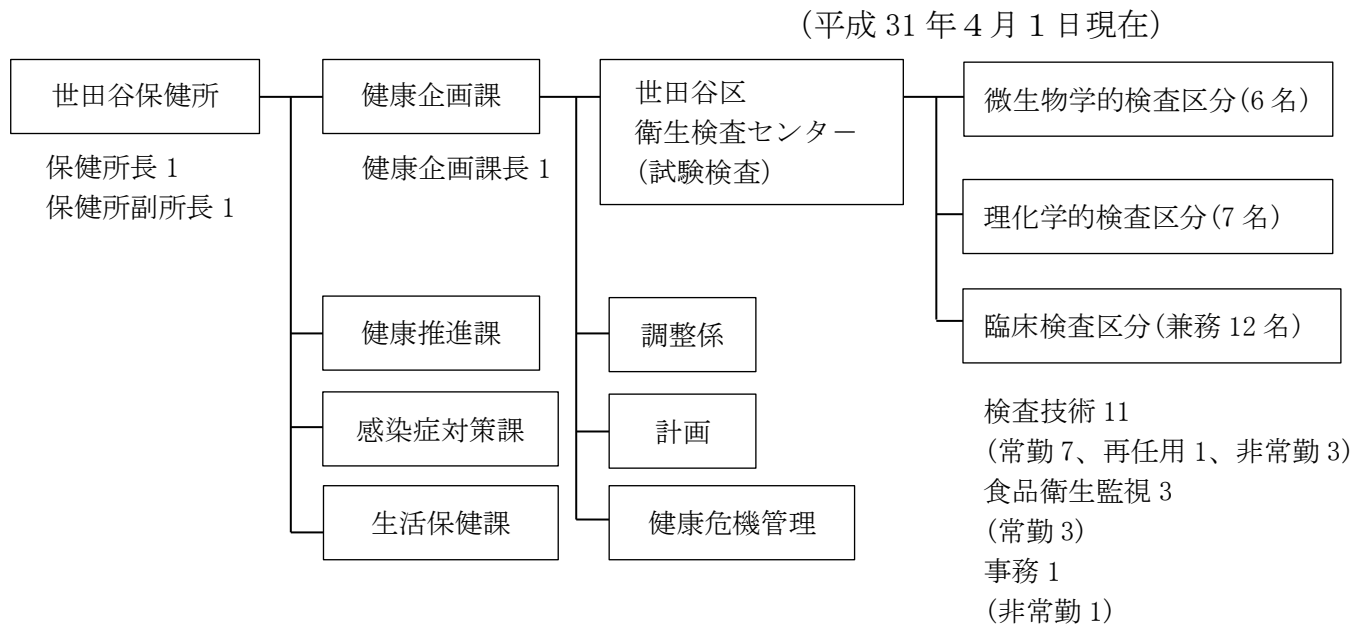 (平成 31 年４月１日現在)
世田谷保健所
保健所長 1
保健所副所長 1
健康企画課
健康企画課長 1
健康推進課
感染症対策課
生活保健課
世田谷区
衛生検査センター
(試験検査)
調整係
計画
健康危機管理
微生物学的検査区分(6 名)
理化学的検査区分(7 名)
臨床検査区分(兼務 12 名)
検査技術 11
(常勤 7、再任用 1、非常勤 3)
食品衛生監視 3
(常勤 3)
事務 1
(非常勤 1)